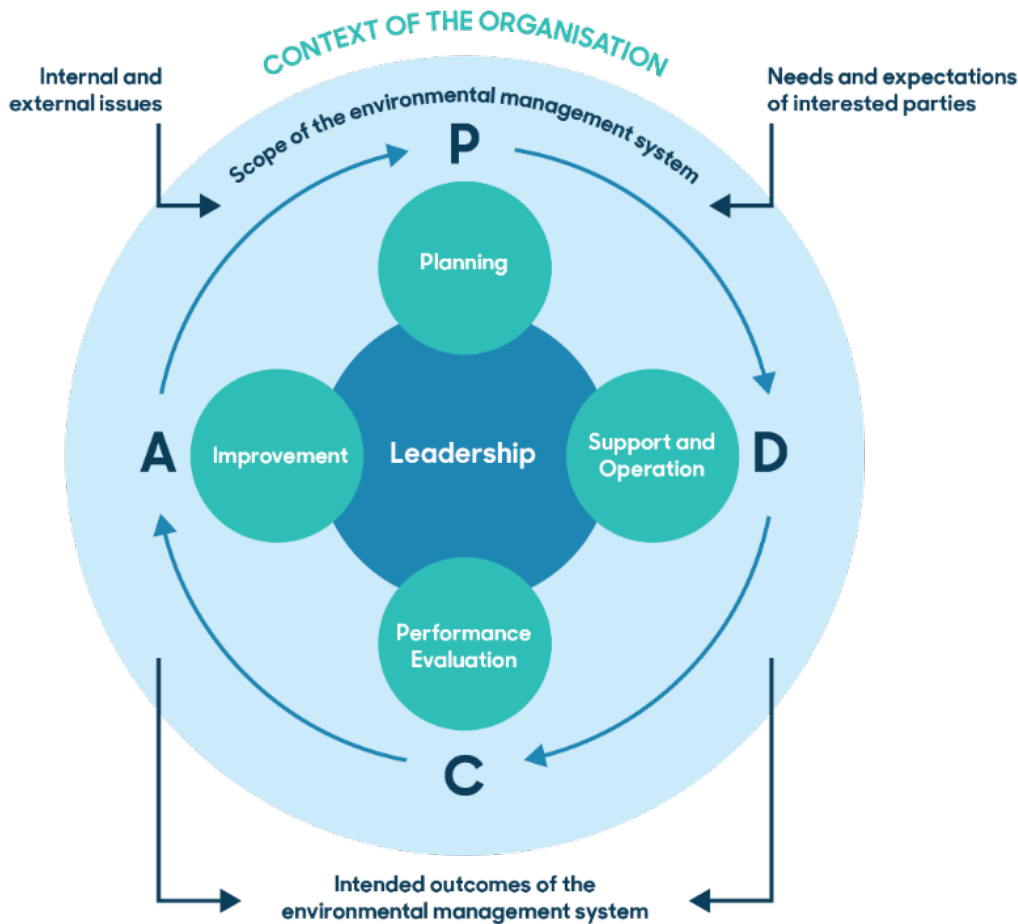 CONTEXT OF THE ORGANISATION
Internal and
external issues
Needs and expectations
of interested parties
Scope of the environmental management system
P
Planning
A
Improvement
Leadership
Support and
Operation
D
Performance
Evaluation
C
Intended outcomes of the
environmental management system